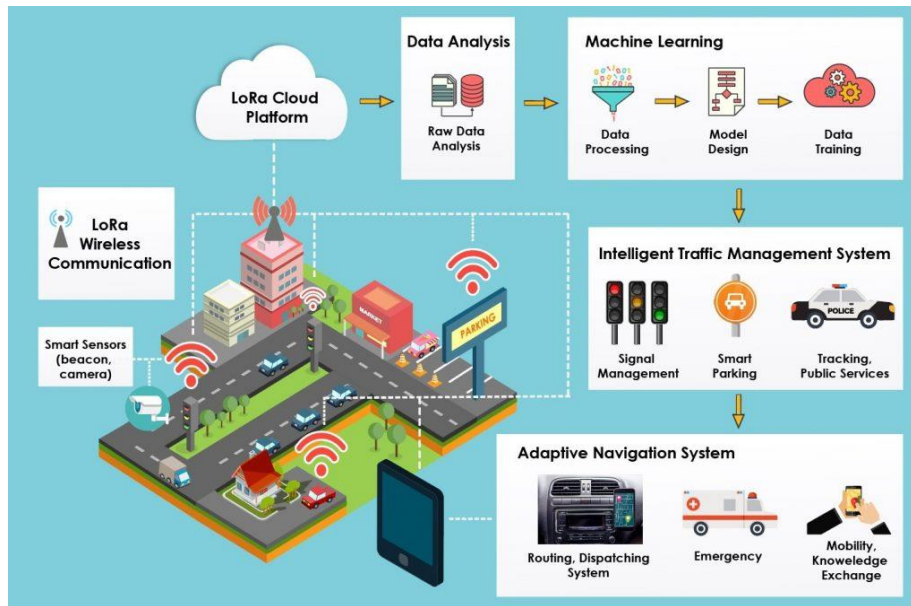 LoRa Cloud
Platform
Data Analysis
Raw Data
Analysis
Machine Learning
Data
Processing
Model
Design
Data
Training
LoRa
Wireless
Communication
Smart Sensors
(beacon,
camera)
MARKET
PARKING
Intelligent Traffic Management System
Signal
Management
Smart
Parking
POLICE
Tracking,
Public Services
Adaptive Navigation System
Routing, Dispatching
System
Emergency
Mobility,
Knoweledge
Exchange